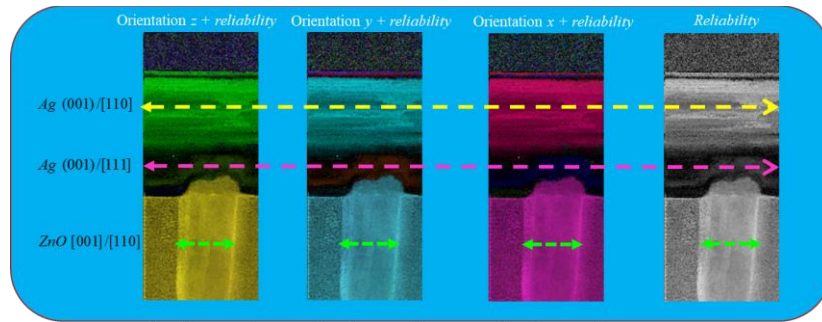 Orientation z + reliability Orientation y + reliability Orientation x + reliability Reliability
Ag (001)/[110]
Ag (001)/[111]
ZnO [001]/[110]